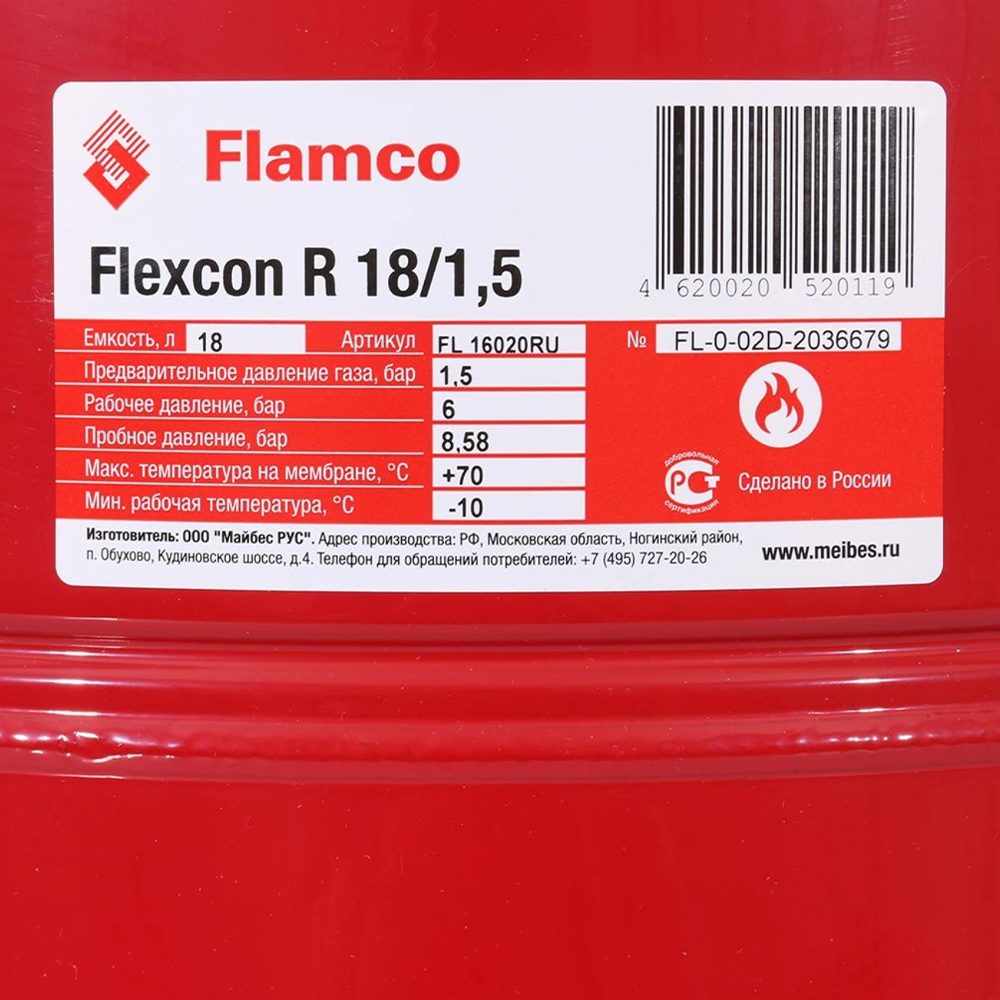 Flamco
Flexcon R 18/1,5
4 620020 520119
Емкость, л 18 Артикул FL 16020RU № FL-0-02D-2036679
Предварительное давление газа, бар 1,5
Рабочее давление, бар 6
Пробное давление, бар 8,58
Макс. температура на мембране, °C +70
Мин. рабочая температура, °C -10
добровольная
РСТ
сертификация
Сделано в России
Изготовитель: ООО "Майбес РУС". Адрес производства: РФ, Московская область, Ногинский район,
п. Обухово, Кудиновское шоссе, д.4. Телефон для обращений потребителей: +7 (495) 727-20-26
www.meibes.ru